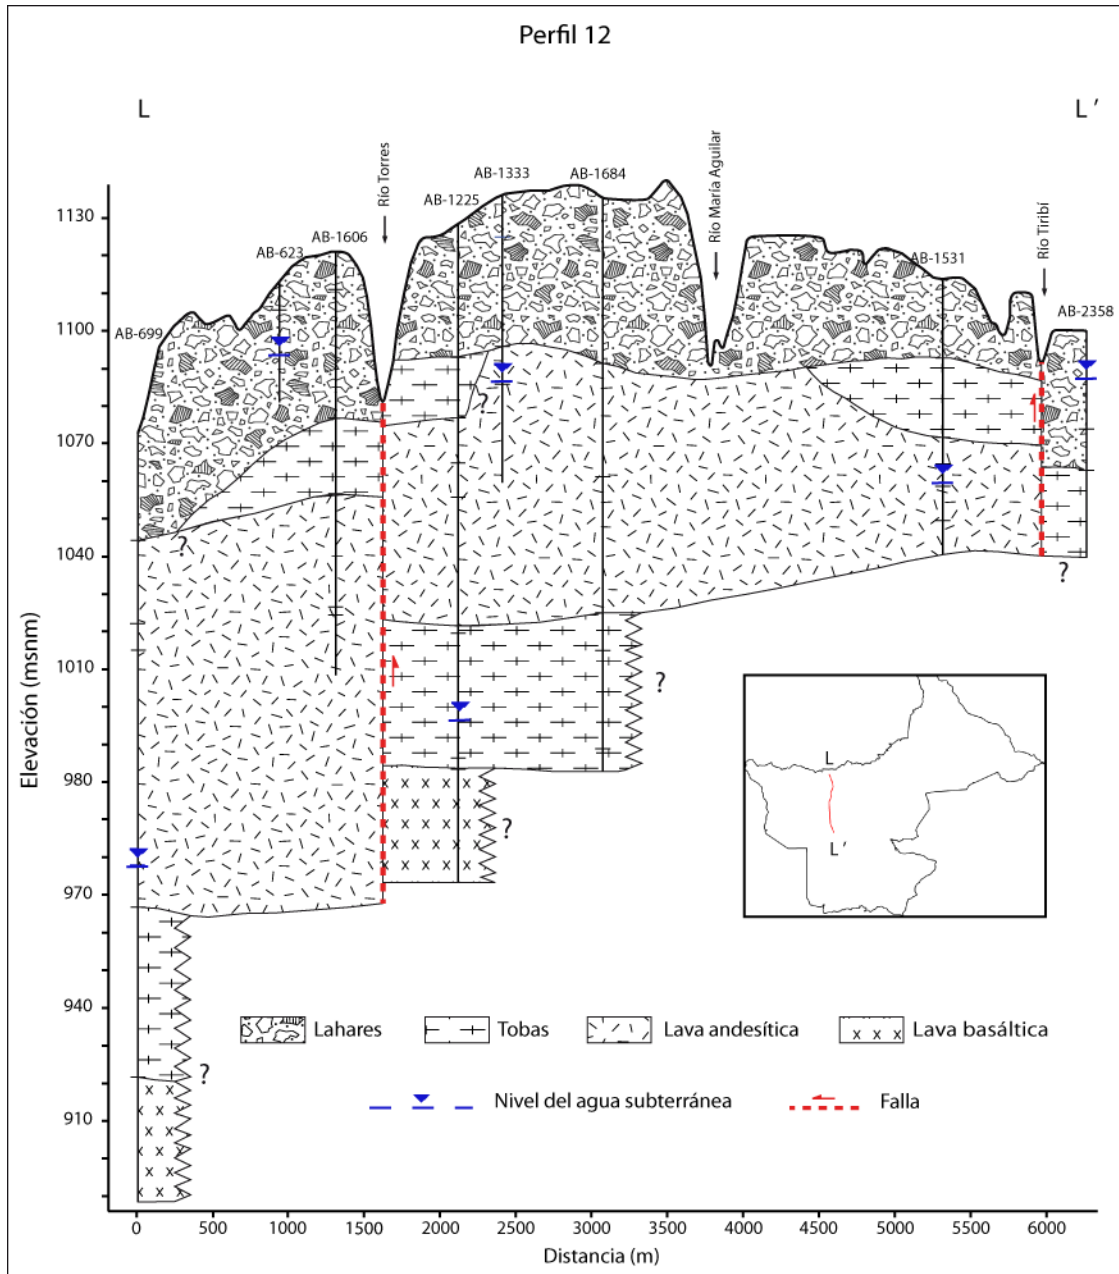 Perfil 12
L
L '
Río Torres
Río María Aguilar
Río Tiribí
AB-1333
AB-1684
AB-1225
AB-1606
AB-623
AB-1531
AB-2358
AB-699
1130
1100
1070
1040
1010
980
970
940
910
Elevación (msnm)
?
?
?
?
?
?
L
L '
Lahares
Tobas
Lava andesítica
Lava basáltica
Nivel del agua subterránea
Falla
0
500
1000
1500
2000
2500
3000
3500
4000
4500
5000
5500
6000
Distancia (m)